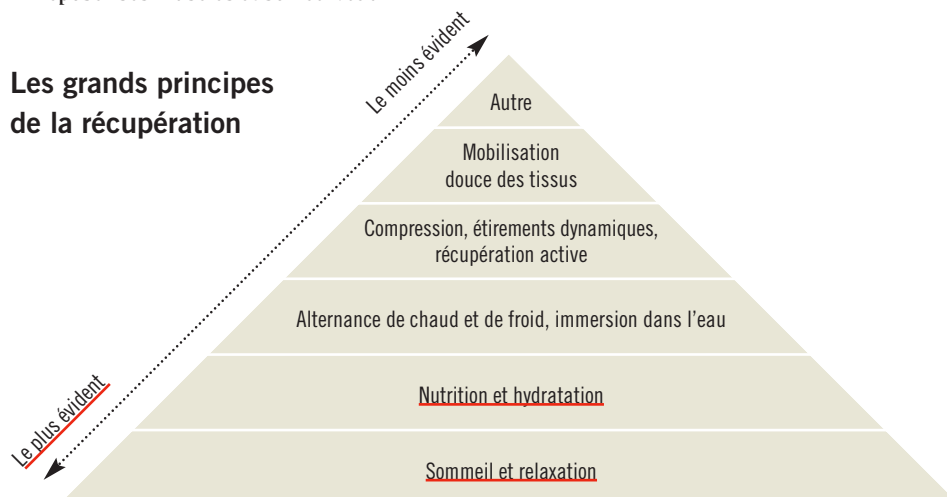 Les grands principes
de la récupération
Le moins évident
Autre
Mobilisation
douce des tissus
Compression, étirements dynamiques,
récupération active
Alternance de chaud et de froid, immersion dans l'eau
Le plus évident
Nutrition et hydratation
Sommeil et relaxation